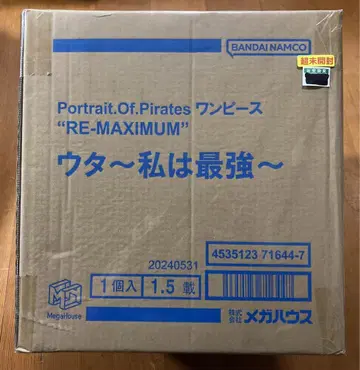 BANDAI NAMCO
超未開封
Portrait.Of.Pirates ワンピース
“RE-MAXIMUM”
ウタ～私は最強～
20240531
4535123 71644-7
1個入 1.5 載
MegaHouse
株式会社 メガハウス